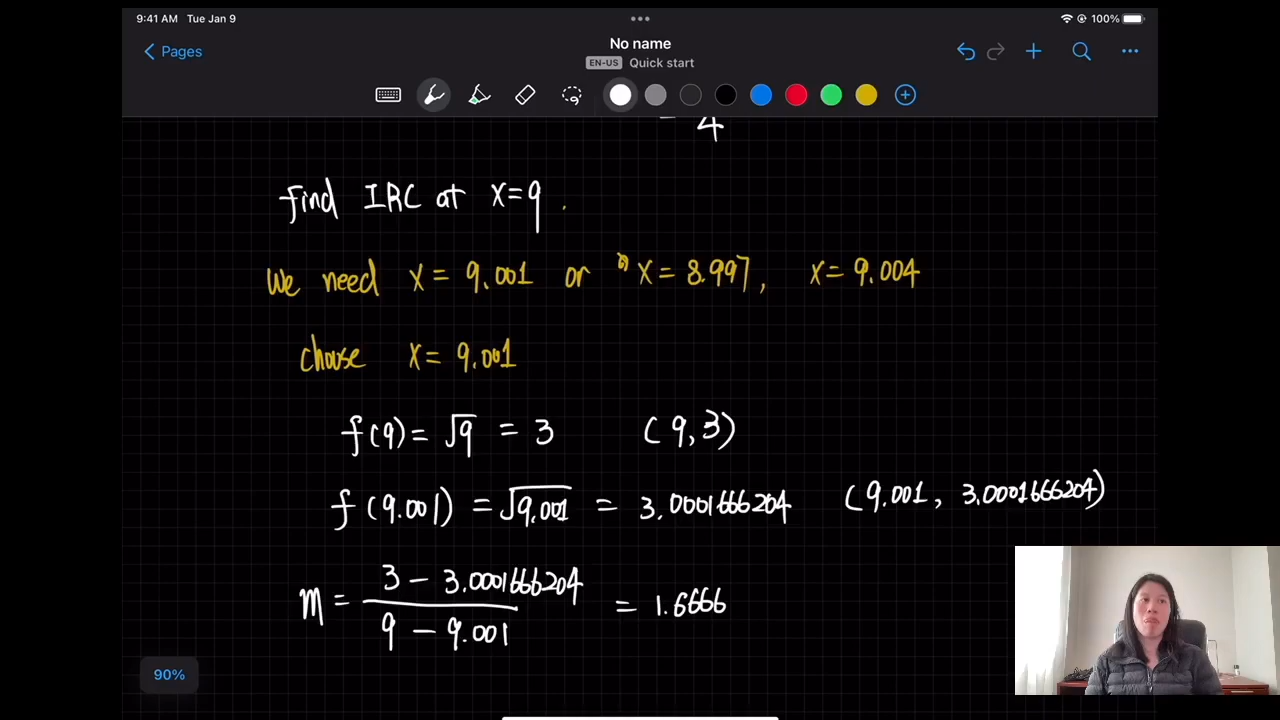 9:41 AM Tue Jan 9
100%
No name
Pages
EN-US Quick start
= 4
find IRC at x=9.
We need x = 9.001 or x = 8.997, x = 9.004
choose x = 9.001
f(9) = √9 = 3 (9,3)
f(9.001) = √9.001 = 3.0001666204 (9.001, 3.0001666204)
m = 3 - 3.0001666204 / 9 - 9.001 = 1.6666
90%